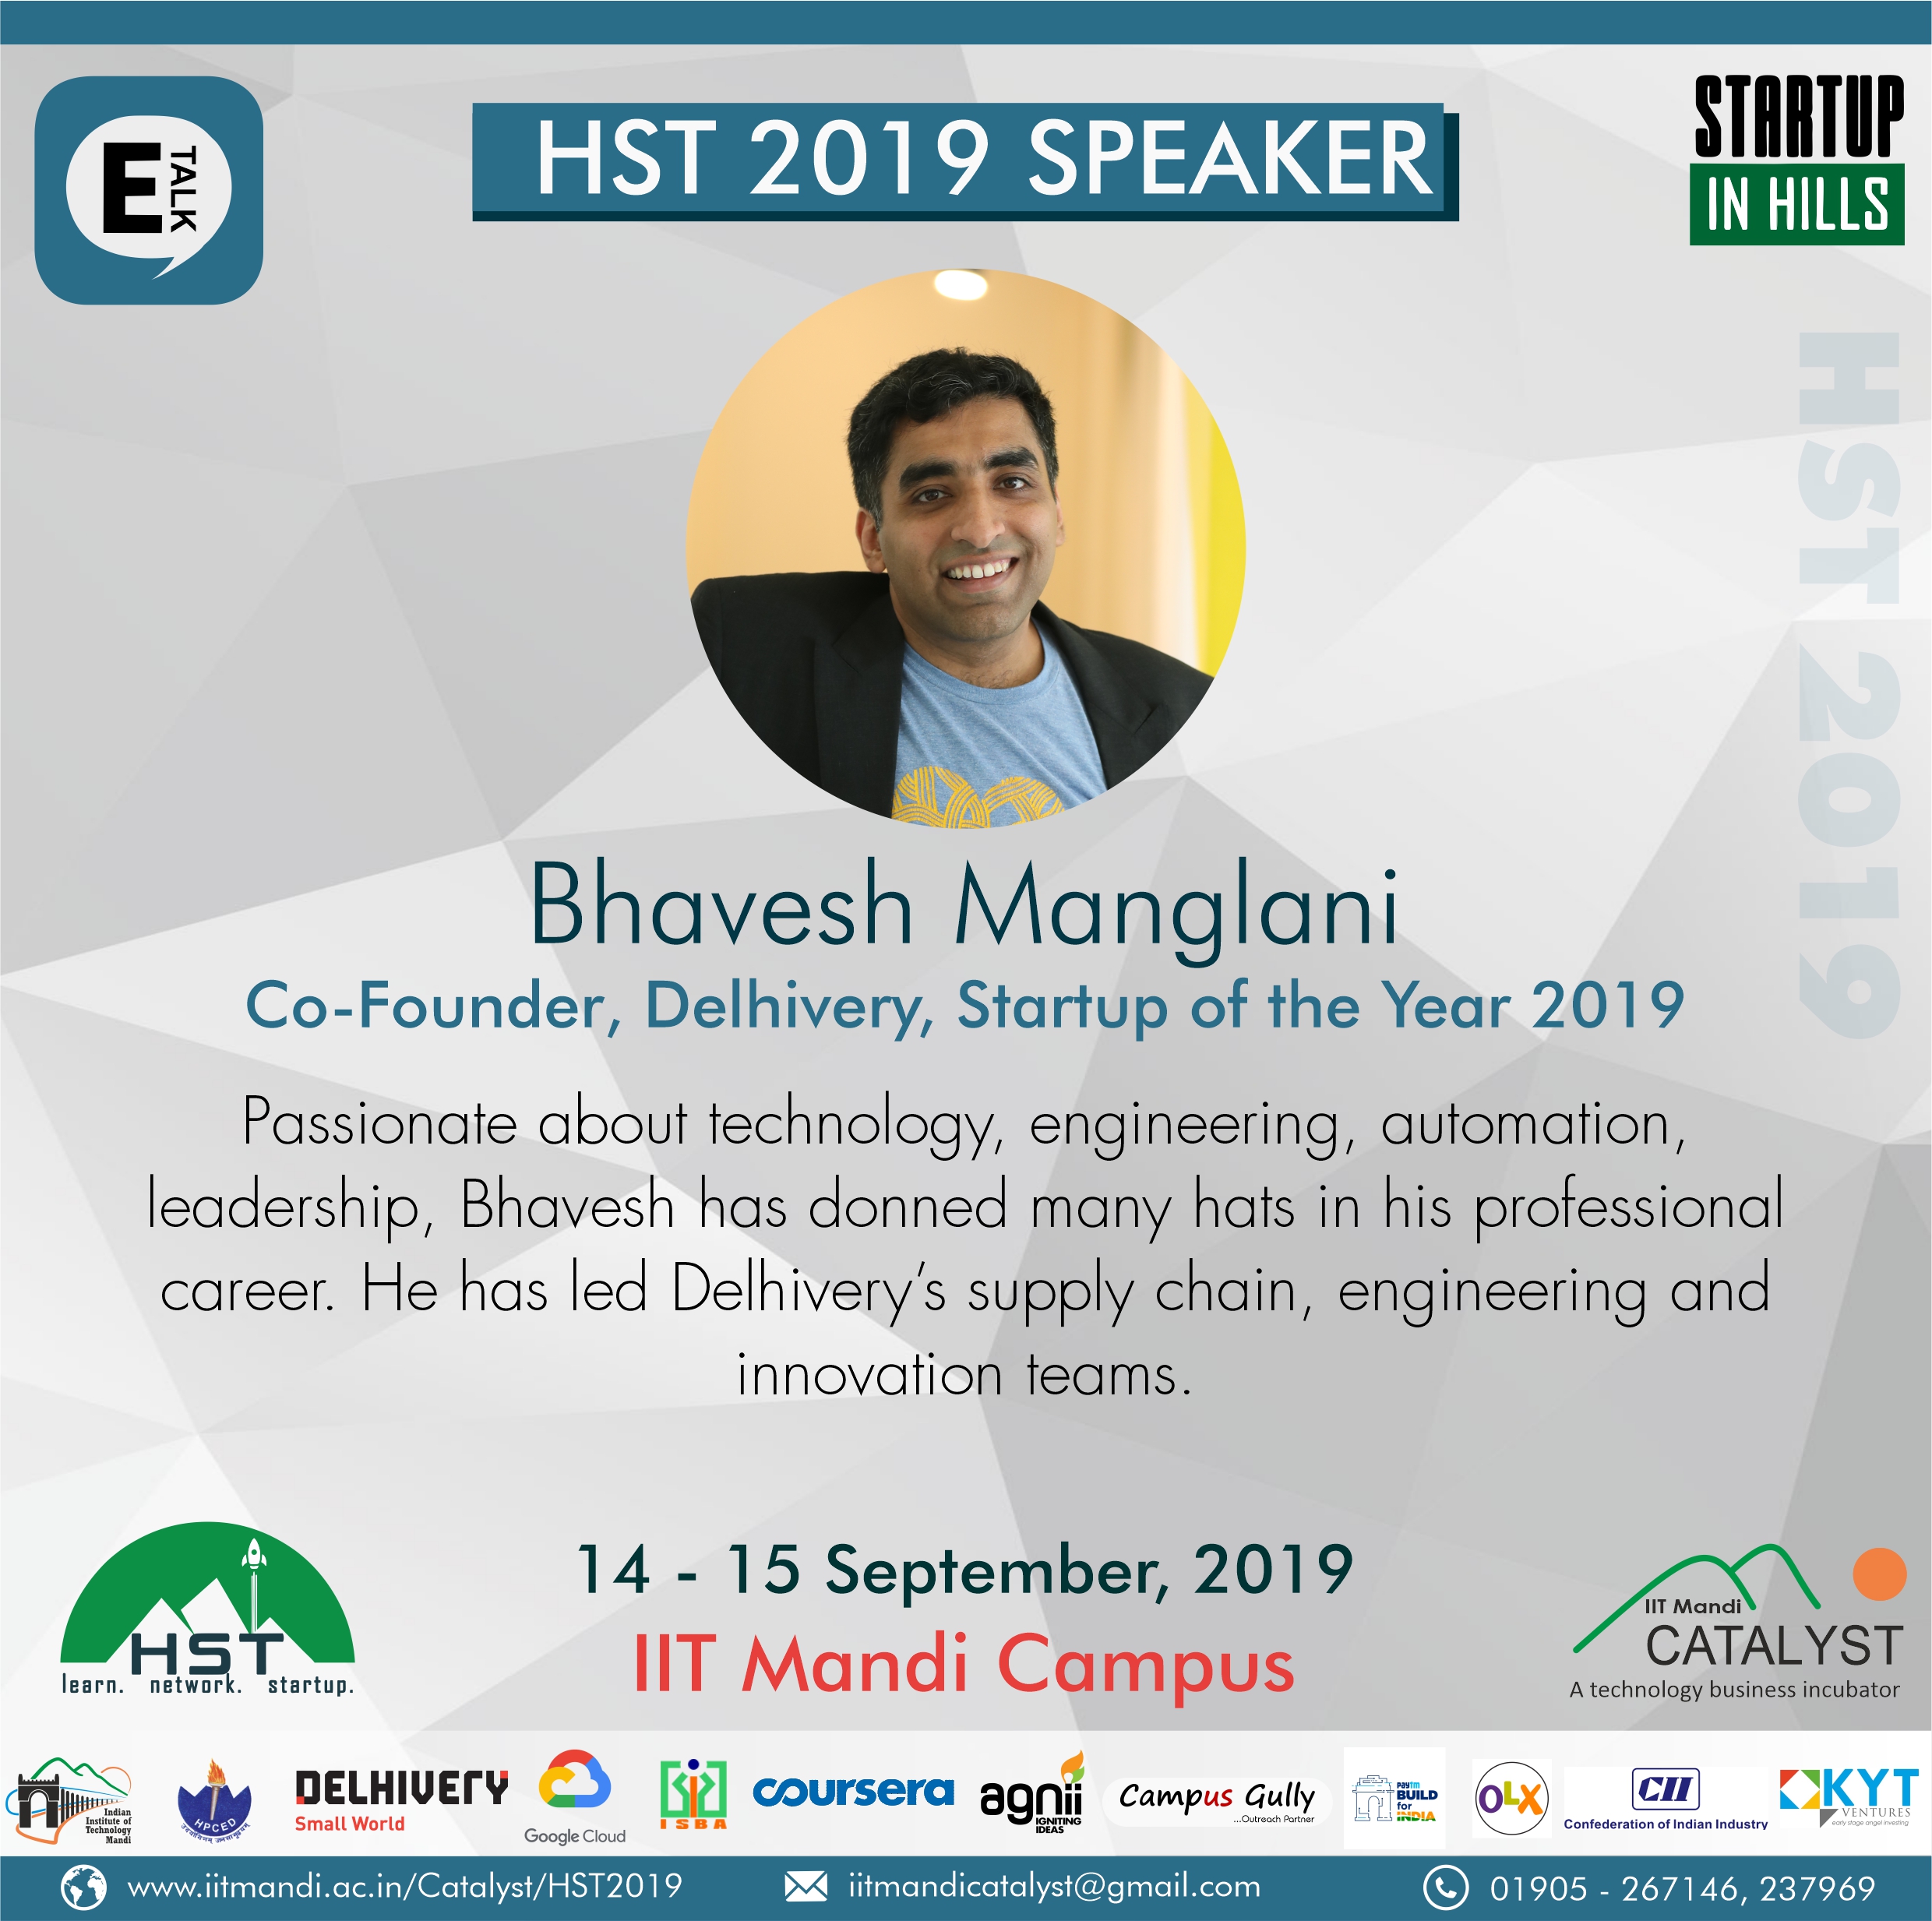 E TALK
HST 2019 SPEAKER
STARTUP
IN HILLS
HST 2019
Bhavesh Manglani
Co-Founder, Delhivery, Startup of the Year 2019
Passionate about technology, engineering, automation,
leadership, Bhavesh has donned many hats in his professional
career. He has led Delhivery’s supply chain, engineering and
innovation teams.
HST
learn. network. startup.
14 - 15 September, 2019
IIT Mandi Campus
IIT Mandi
CATALYST
A technology business incubator
Indian
Institute of
Technology
Mandi
HPCED
DELHIVERY
Small World
Google Cloud
ISBA
coursera
agnii
IGNITING
IDEAS
Campus Gully
...Outreach Partner
paytm
BUILD
for
INDIA
OLX
CII
Confederation of Indian Industry
KYT
VENTURES
early stage angel investing
www.iitmandi.ac.in/Catalyst/HST2019
iitmandicatalyst@gmail.com
01905 - 267146, 237969